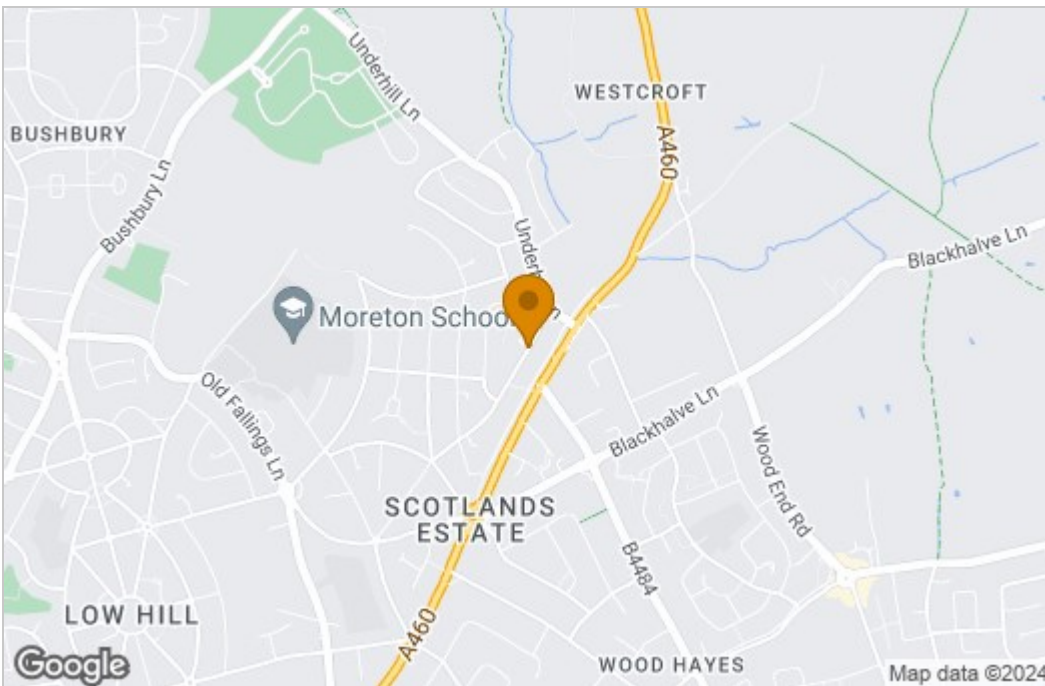 Underhill Ln
WESTCROFT
BUSHBURY
A460
Bushbury Ln
Underh
n
Blackhalve Ln
Moreton School
Old Fallings Ln
Blackhalve Ln
Wood End Rd
SCOTLANDS
ESTATE
B4484
LOW HILL
A460
WOOD HAYES
Google
Map data ©2024